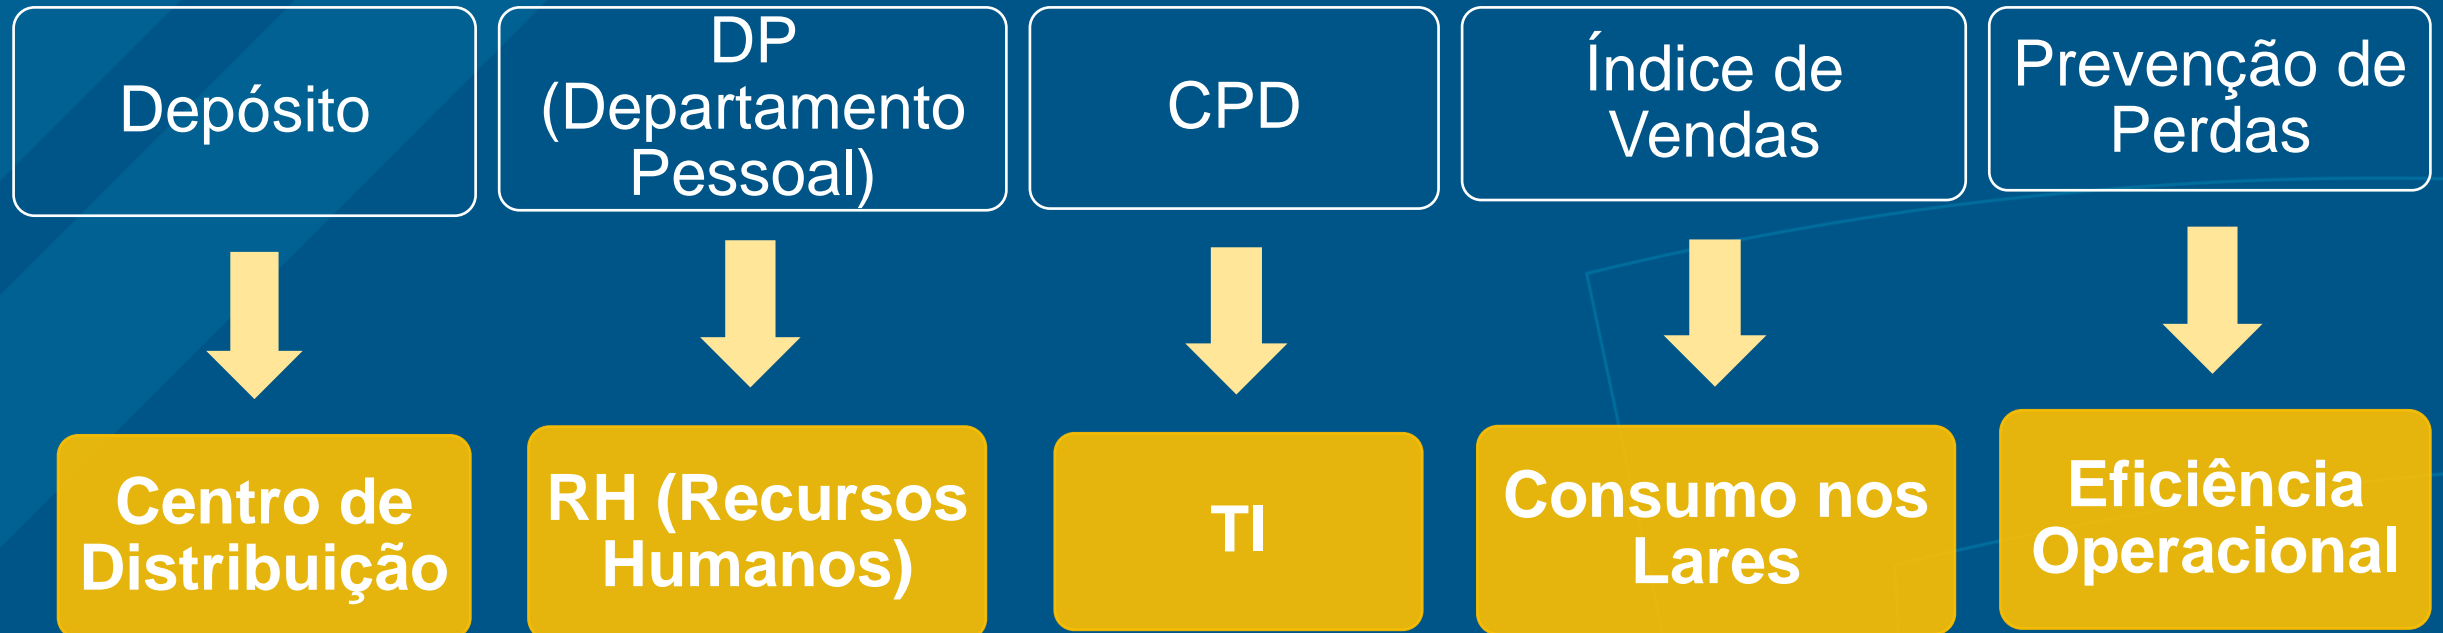 Depósito
DP
(Departamento
Pessoal)
CPD
Índice de
Vendas
Prevenção de
Perdas
Centro de
Distribuição
RH (Recursos
Humanos)
TI
Consumo nos
Lares
Eficiência
Operacional